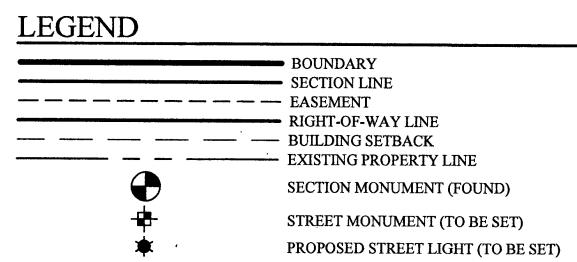 LEGEND
BOUNDARY
SECTION LINE
EASEMENT
RIGHT-OF-WAY LINE
BUILDING SETBACK
EXISTING PROPERTY LINE
SECTION MONUMENT (FOUND)
STREET MONUMENT (TO BE SET)
PROPOSED STREET LIGHT (TO BE SET)